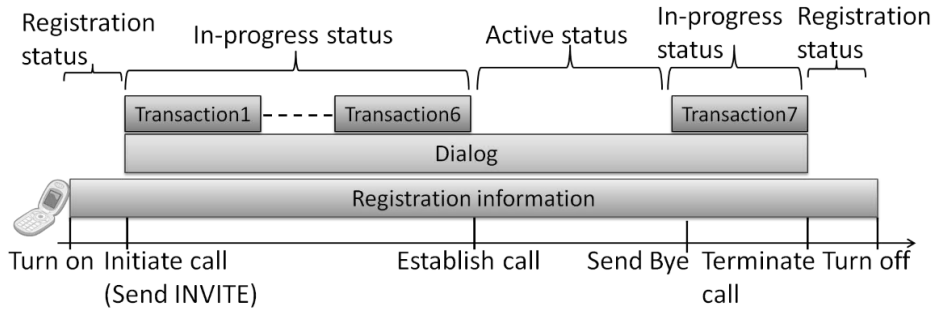 Registration
status
In-progress status
Active status
In-progress
status
Registration
status
Transaction1
Transaction6
Transaction7
Dialog
Registration information
Turn on
Initiate call
(Send INVITE)
Establish call
Send Bye
Terminate
call
Turn off